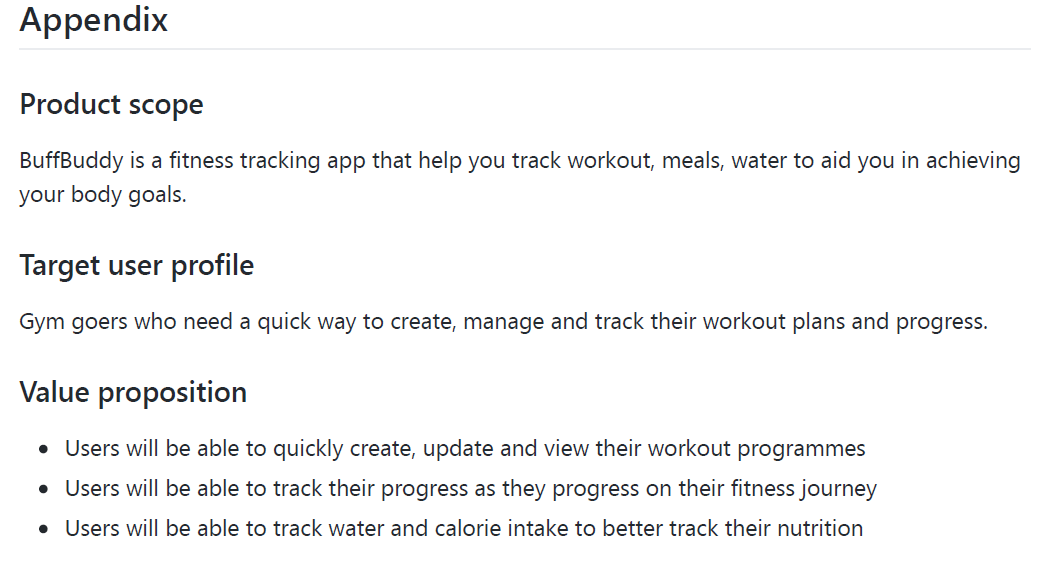 Appendix
Product scope
BuffBuddy is a fitness tracking app that help you track workout, meals, water to aid you in achieving
your body goals.
Target user profile
Gym goers who need a quick way to create, manage and track their workout plans and progress.
Value proposition
• Users will be able to quickly create, update and view their workout programmes
• Users will be able to track their progress as they progress on their fitness journey
• Users will be able to track water and calorie intake to better track their nutrition